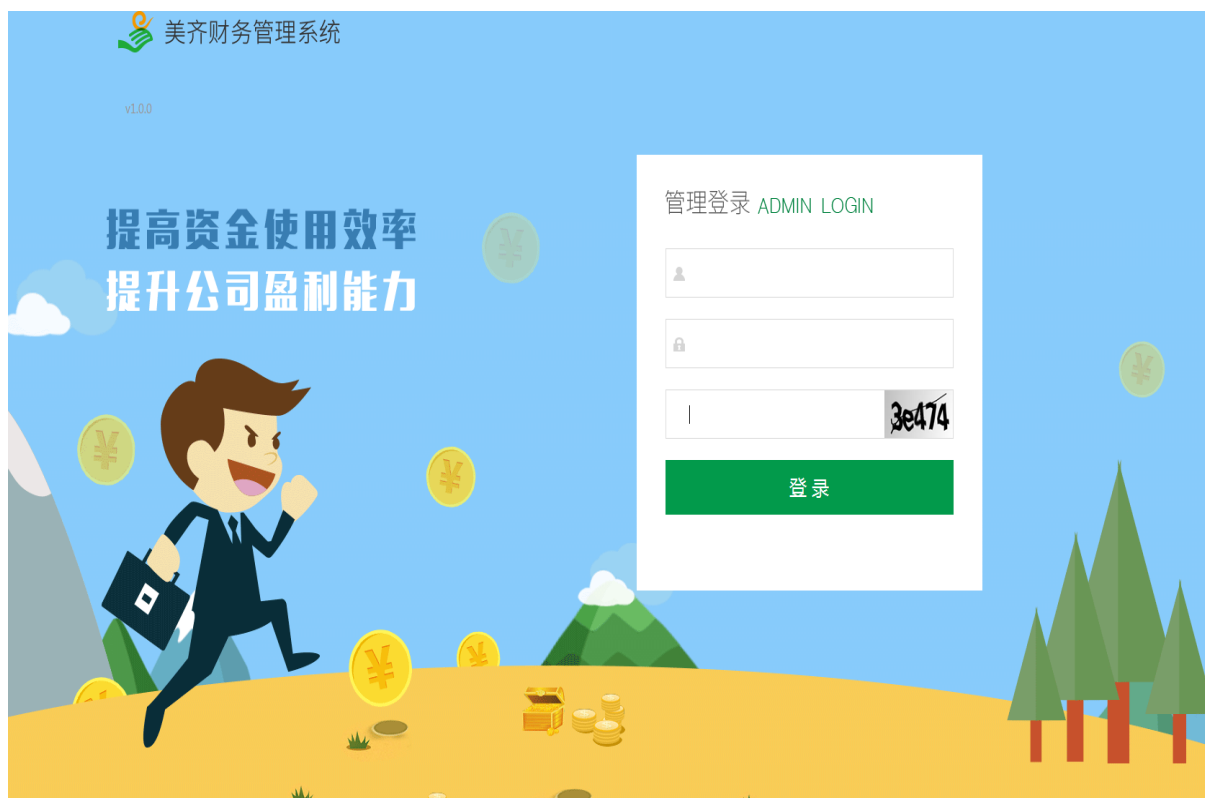 美齐财务管理系统
v1.0.0
提高资金使用效率
提升公司盈利能力
管理登录 ADMIN LOGIN
3e474
登录